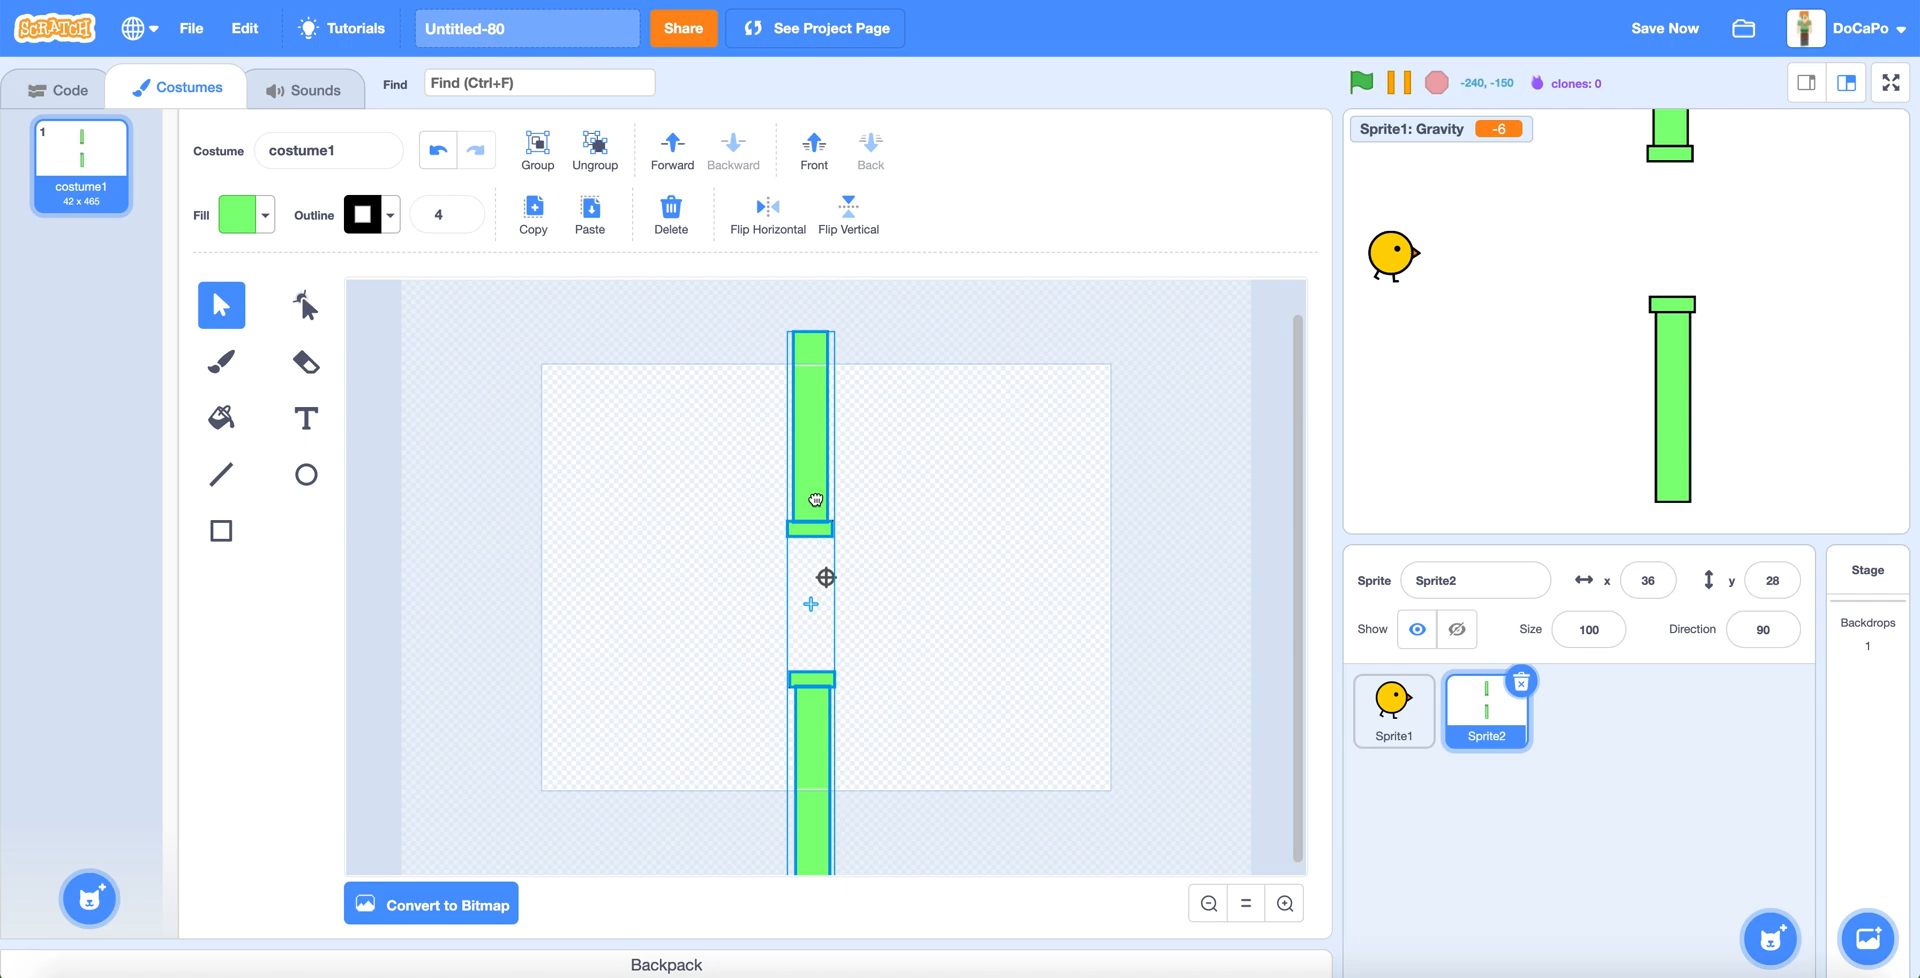 SCRATCH
File
Edit
Tutorials
Untitled-80
Share
See Project Page
Save Now
DoCaPo
Code
Costumes
Sounds
Find
Find (Ctrl+F)
-240, -150
clones: 0
1
costume1
42 x 465
Costume
costume1
Group
Ungroup
Forward
Backward
Front
Back
Fill
Outline
4
Copy
Paste
Delete
Flip Horizontal
Flip Vertical
Convert to Bitmap
Backpack
Sprite1: Gravity -6
Sprite
Sprite2
x
36
y
28
Show
Size
100
Direction
90
Sprite1
Sprite2
Stage
Backdrops
1